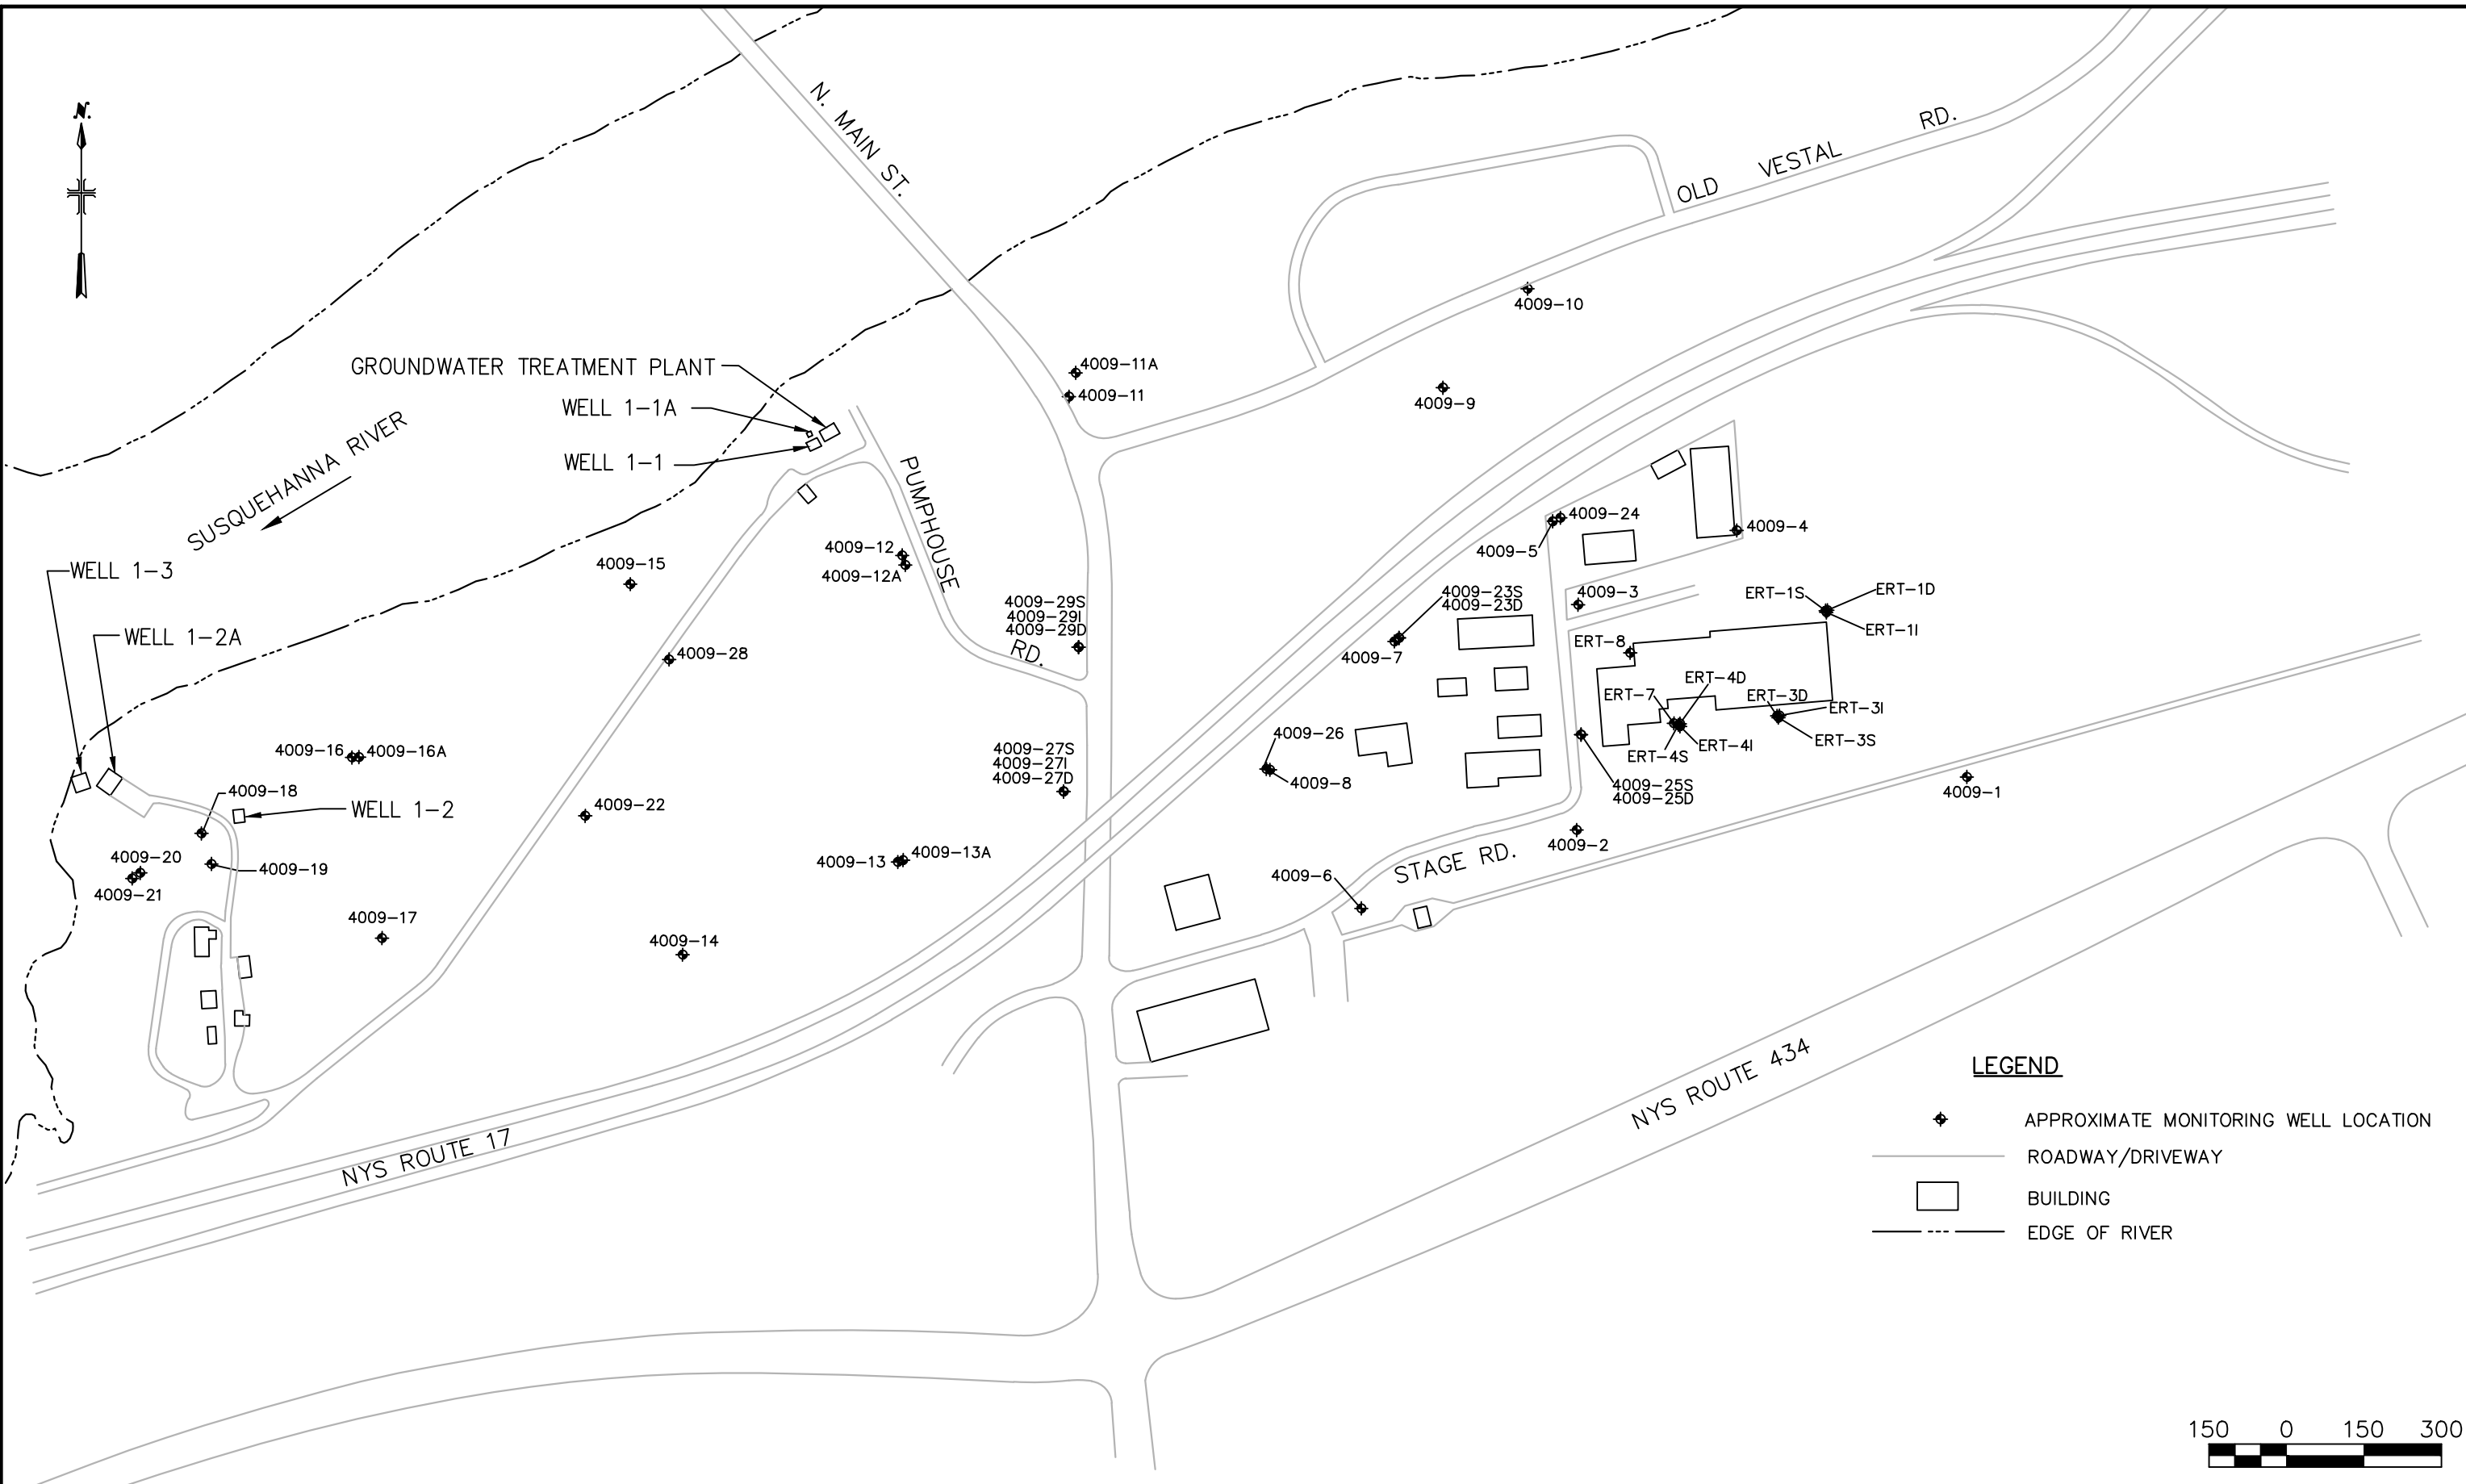 N.
N. MAIN ST.
OLD VESTAL RD.
4009-10
GROUNDWATER TREATMENT PLANT
4009-11A
WELL 1-1A
4009-11
4009-9
WELL 1-1
SUSQUEHANNA RIVER
PUMPHOUSE RD.
4009-24
4009-4
4009-5
4009-12
4009-12A
4009-15
WELL 1-3
4009-29S
4009-29I
4009-29D
4009-23S
4009-23D
4009-3
ERT-1S
ERT-1D
ERT-1I
WELL 1-2A
4009-28
4009-7
ERT-8
ERT-4D
ERT-7
ERT-3D
ERT-3I
ERT-3S
ERT-4I
ERT-4S
4009-16
4009-16A
4009-27S
4009-27I
4009-27D
4009-26
4009-8
4009-25S
4009-25D
4009-1
4009-18
WELL 1-2
4009-22
4009-2
4009-20
4009-19
4009-21
4009-13
4009-13A
STAGE RD.
4009-6
4009-17
4009-14
NYS ROUTE 17
NYS ROUTE 434
LEGEND
APPROXIMATE MONITORING WELL LOCATION
ROADWAY/DRIVEWAY
BUILDING
EDGE OF RIVER
150 0 150 300